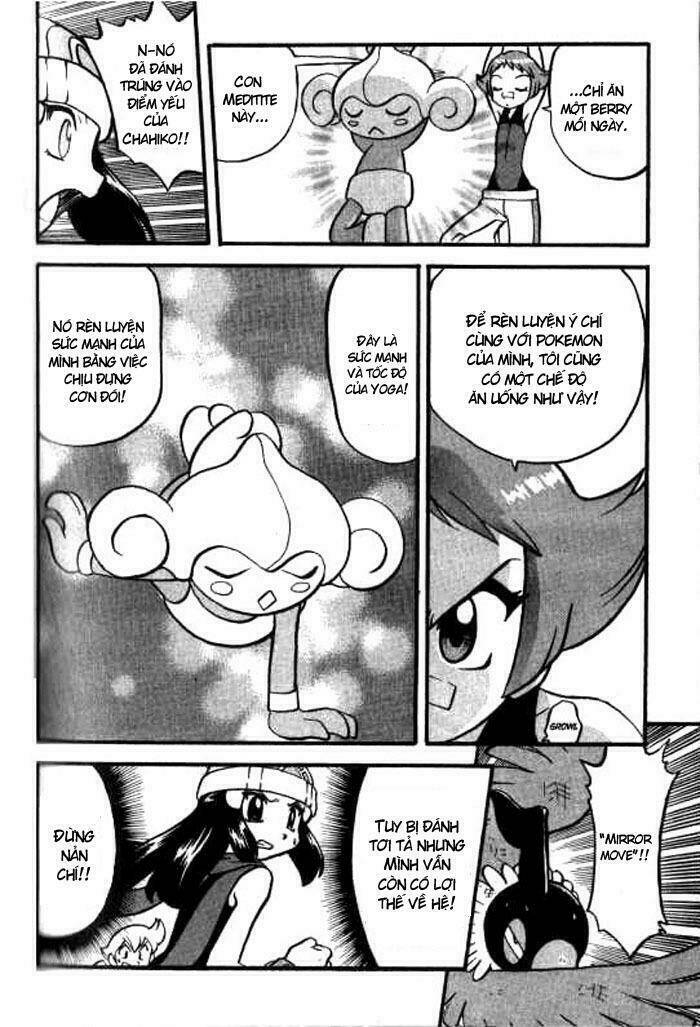 ...CHỈ ĂN
MỘT BERRY
MỖI NGÀY.
CON
MEDITITE
NÀY...
N-NÓ
ĐÃ ĐÁNH
TRÚNG VÀO
ĐIỂM YẾU
CỦA
CHAHIKO!!
ĐỂ RÈN LUYỆN Ý CHÍ
CÙNG VỚI POKEMON
CỦA MÌNH, TÔI CŨNG
CÓ MỘT CHẾ ĐỘ
ĂN UỐNG NHƯ VẬY!
GROWL
ĐÂY LÀ
SỨC MẠNH
VÀ TỐC ĐỘ
CỦA YOGA!
NÓ RÈN LUYỆN
SỨC MẠNH CỦA
MÌNH BẰNG VIỆC
CHỊU ĐỰNG
CƠN ĐÓI!
"MIRROR
MOVE"!!
TUY BỊ ĐÁNH
TƠI TẢ NHƯNG
MÌNH VẪN
CÒN CÓ LỢI
THẾ VỀ HỆ!
ĐỪNG
NẢN
CHÍ!!